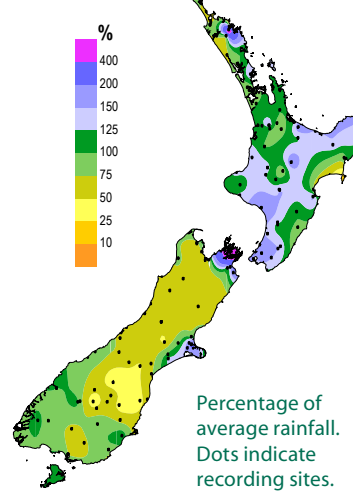 %
400
200
150
125
100
75
50
25
10
Percentage of
average rainfall.
Dots indicate
recording sites.